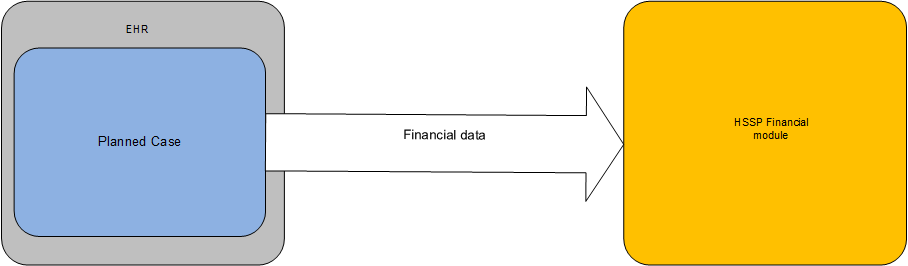 EHR
Planned Case
Financial data
HSSP Financial
module